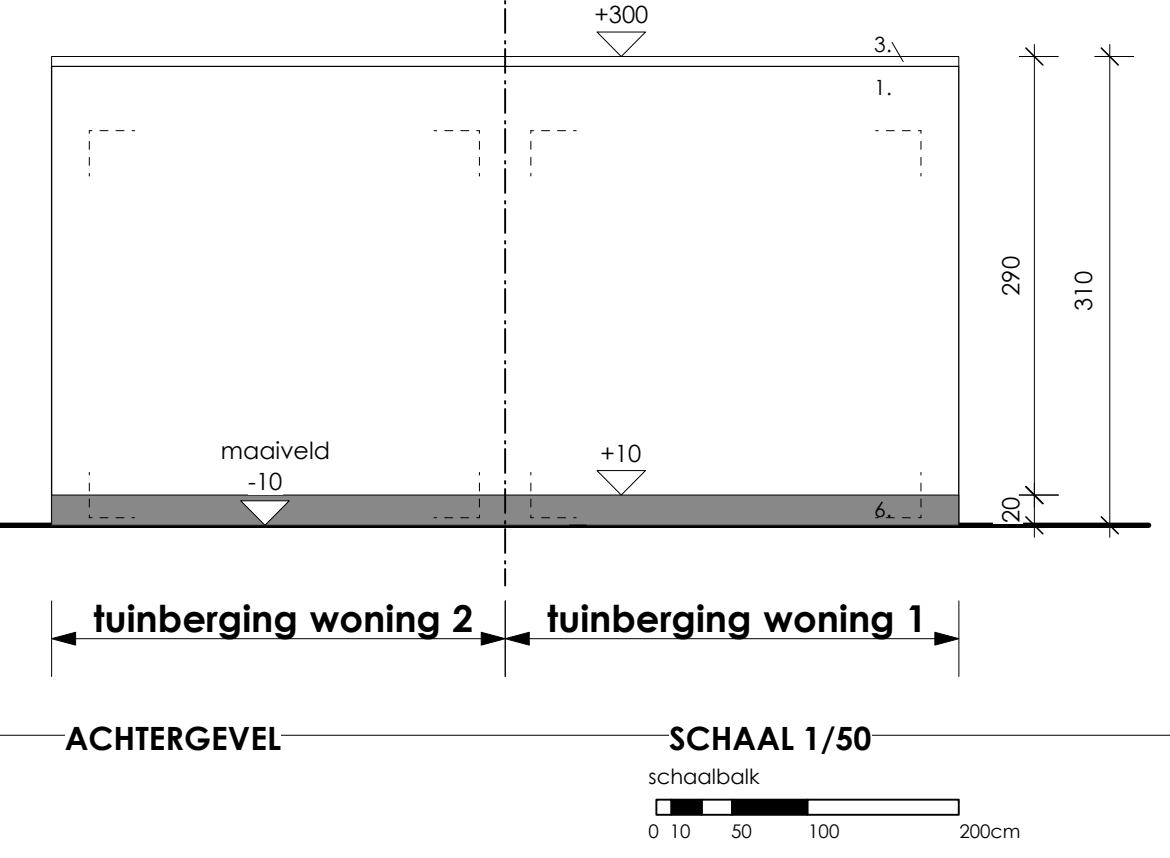 +300
3.
1.
290
310
maaiveld
-10
+10
6.
20
tuinberging woning 2
tuinberging woning 1
ACHTERGEVEL
SCHAAL 1/50
schaalbalk
0 10 50 100 200cm